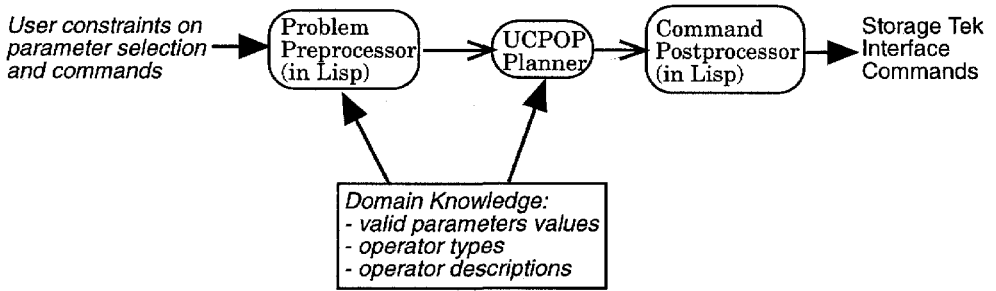 User constraints on
parameter selection
and commands
Problem
Preprocessor
(in Lisp)
UCPOP
Planner
Command
Postprocessor
(in Lisp)
Storage Tek
Interface
Commands
Domain Knowledge:
- valid parameters values
- operator types
- operator descriptions